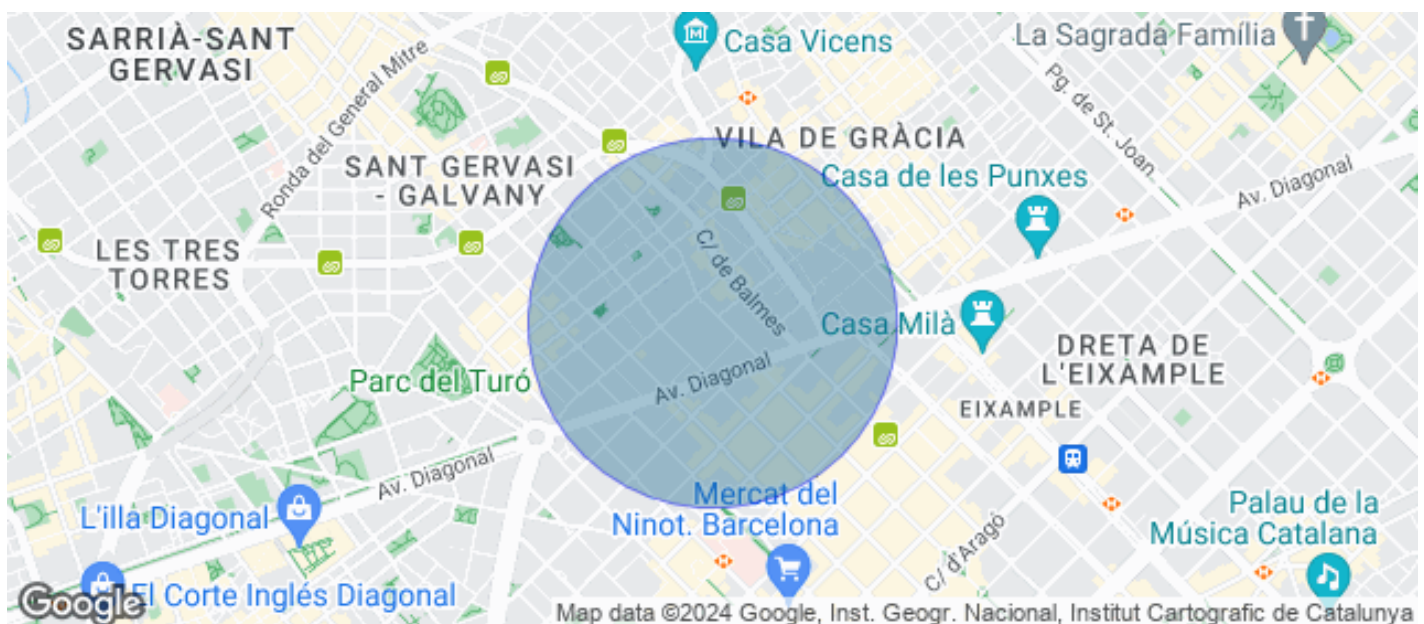 SARRIÀ-SANT
GERVASI
Ronda del General Mitre
Casa Vicens
La Sagrada Família
Pg. de St. Joan
VILA DE GRÀCIA
SANT GERVASI
- GALVANY
Casa de les Punxes
Av. Diagonal
LES TRES
TORRES
C/ de Balmes
Casa Milà
DRETA DE
L'EIXAMPLE
Parc del Turó
Av. Diagonal
EIXAMPLE
Av. Diagonal
L'illa Diagonal
Mercat del
Ninot. Barcelona
C/ d'Aragó
Palau de la
Música Catalana
El Corte Inglés Diagonal
Google
Map data ©2024 Google, Inst. Geogr. Nacional, Institut Cartografic de Catalunya